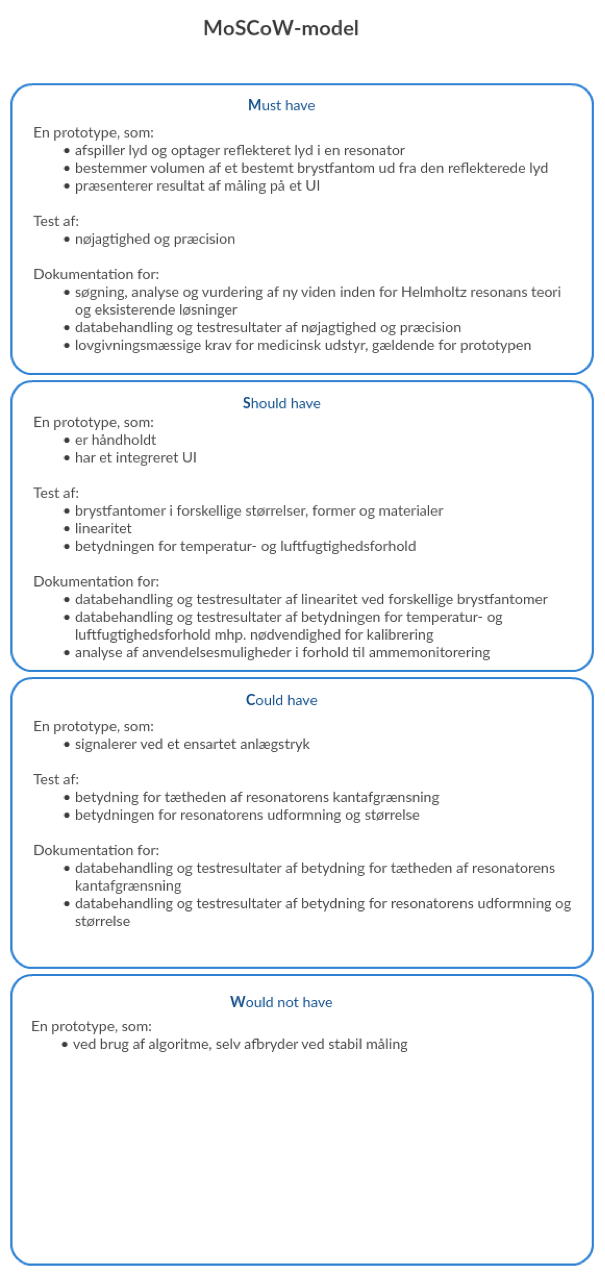 MoSCoW-model
Must have
En prototype, som:
• afspiller lyd og optager reflekteret lyd i en resonator
• bestemmer volumen af et bestemt brystfantom ud fra den reflekterede lyd
• præsenterer resultat af måling på et UI
Test af:
• nøjagtighed og præcision
Dokumentation for:
• søgning, analyse og vurdering af ny viden inden for Helmholtz resonans teori
og eksisterende løsninger
• databehandling og testresultater af nøjagtighed og præcision
• lovgivningsmæssige krav for medicinsk udstyr, gældende for prototypen
Should have
En prototype, som:
• er håndholdt
• har et integreret UI
Test af:
• brystfantomer i forskellige størrelser, former og materialer
• linearitet
• betydningen for temperatur- og luftfugtighedsforhold
Dokumentation for:
• databehandling og testresultater af linearitet ved forskellige brystfantomer
• databehandling og testresultater af betydningen for temperatur- og
luftfugtighedsforhold mhp. nødvendighed for kalibrering
• analyse af anvendelsesmuligheder i forhold til ammemonitorering
Could have
En prototype, som:
• signalerer ved et ensartet anlægstryk
Test af:
• betydning for tætheden af resonatorens kantafgrænsning
• betydningen for resonatorens udformning og størrelse
Dokumentation for:
• databehandling og testresultater af betydning for tætheden af resonatorens
kantafgrænsning
• databehandling og testresultater af betydning for resonatorens udformning og
størrelse
Would not have
En prototype, som:
• ved brug af algoritme, selv afbryder ved stabil måling